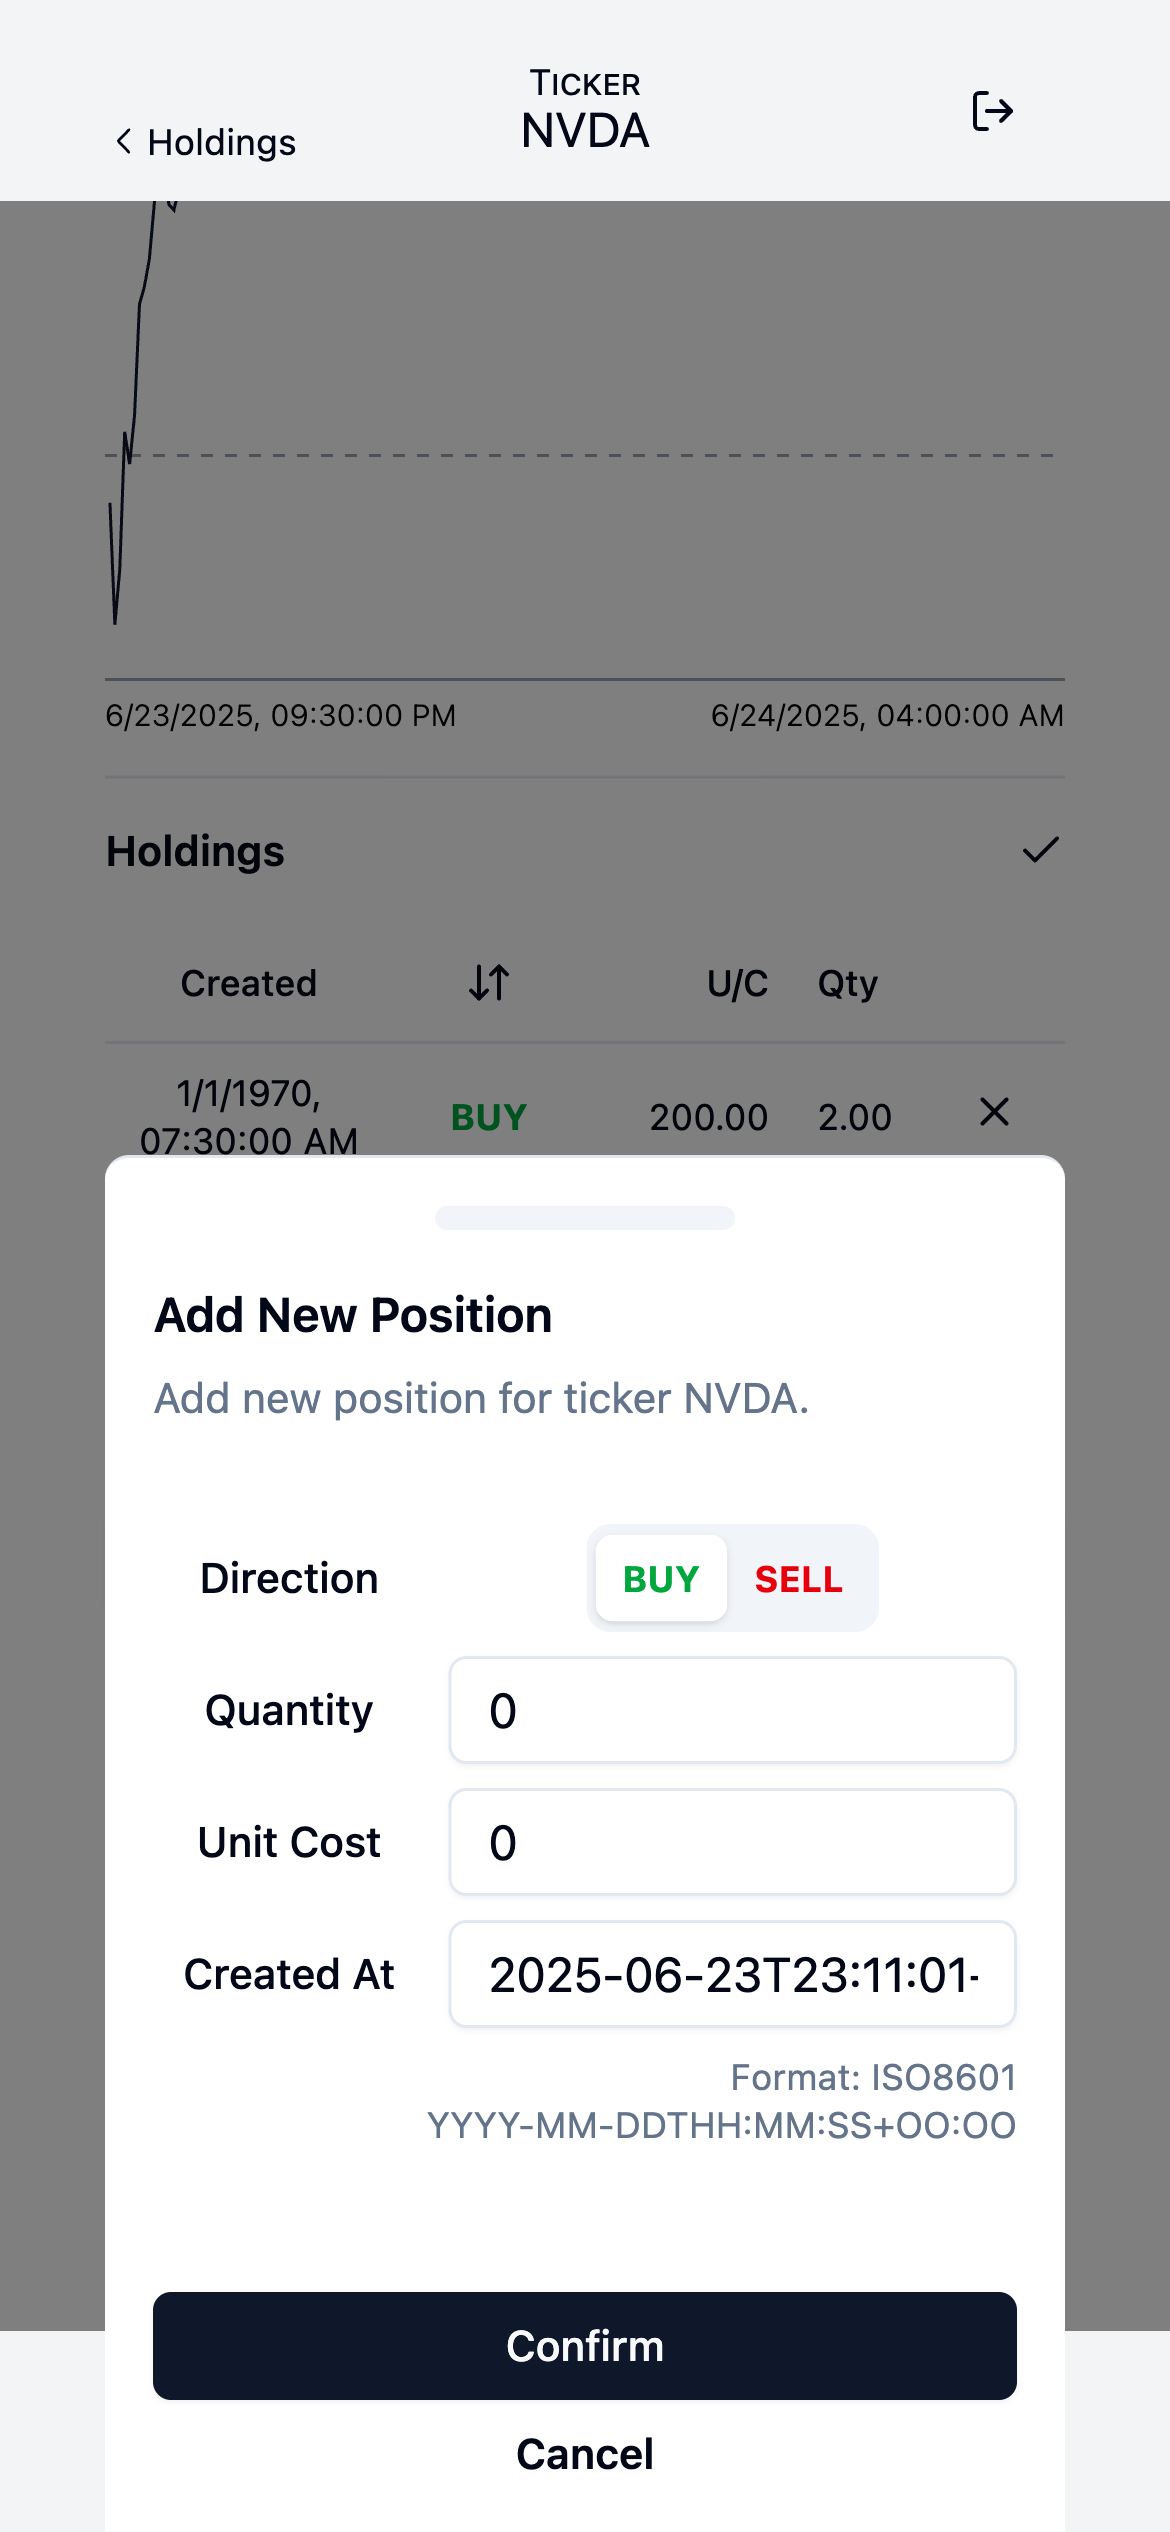 TICKER
NVDA
Holdings
6/23/2025, 09:30:00 PM
6/24/2025, 04:00:00 AM
Holdings
Created U/C Qty
1/1/1970,
07:30:00 AM
BUY 200.00 2.00
Add New Position
Add new position for ticker NVDA.
Direction BUY SELL
Quantity 0
Unit Cost 0
Created At 2025-06-23T23:11:01-
Format: ISO8601
YYYY-MM-DDTHH:MM:SS+OO:OO
Confirm
Cancel